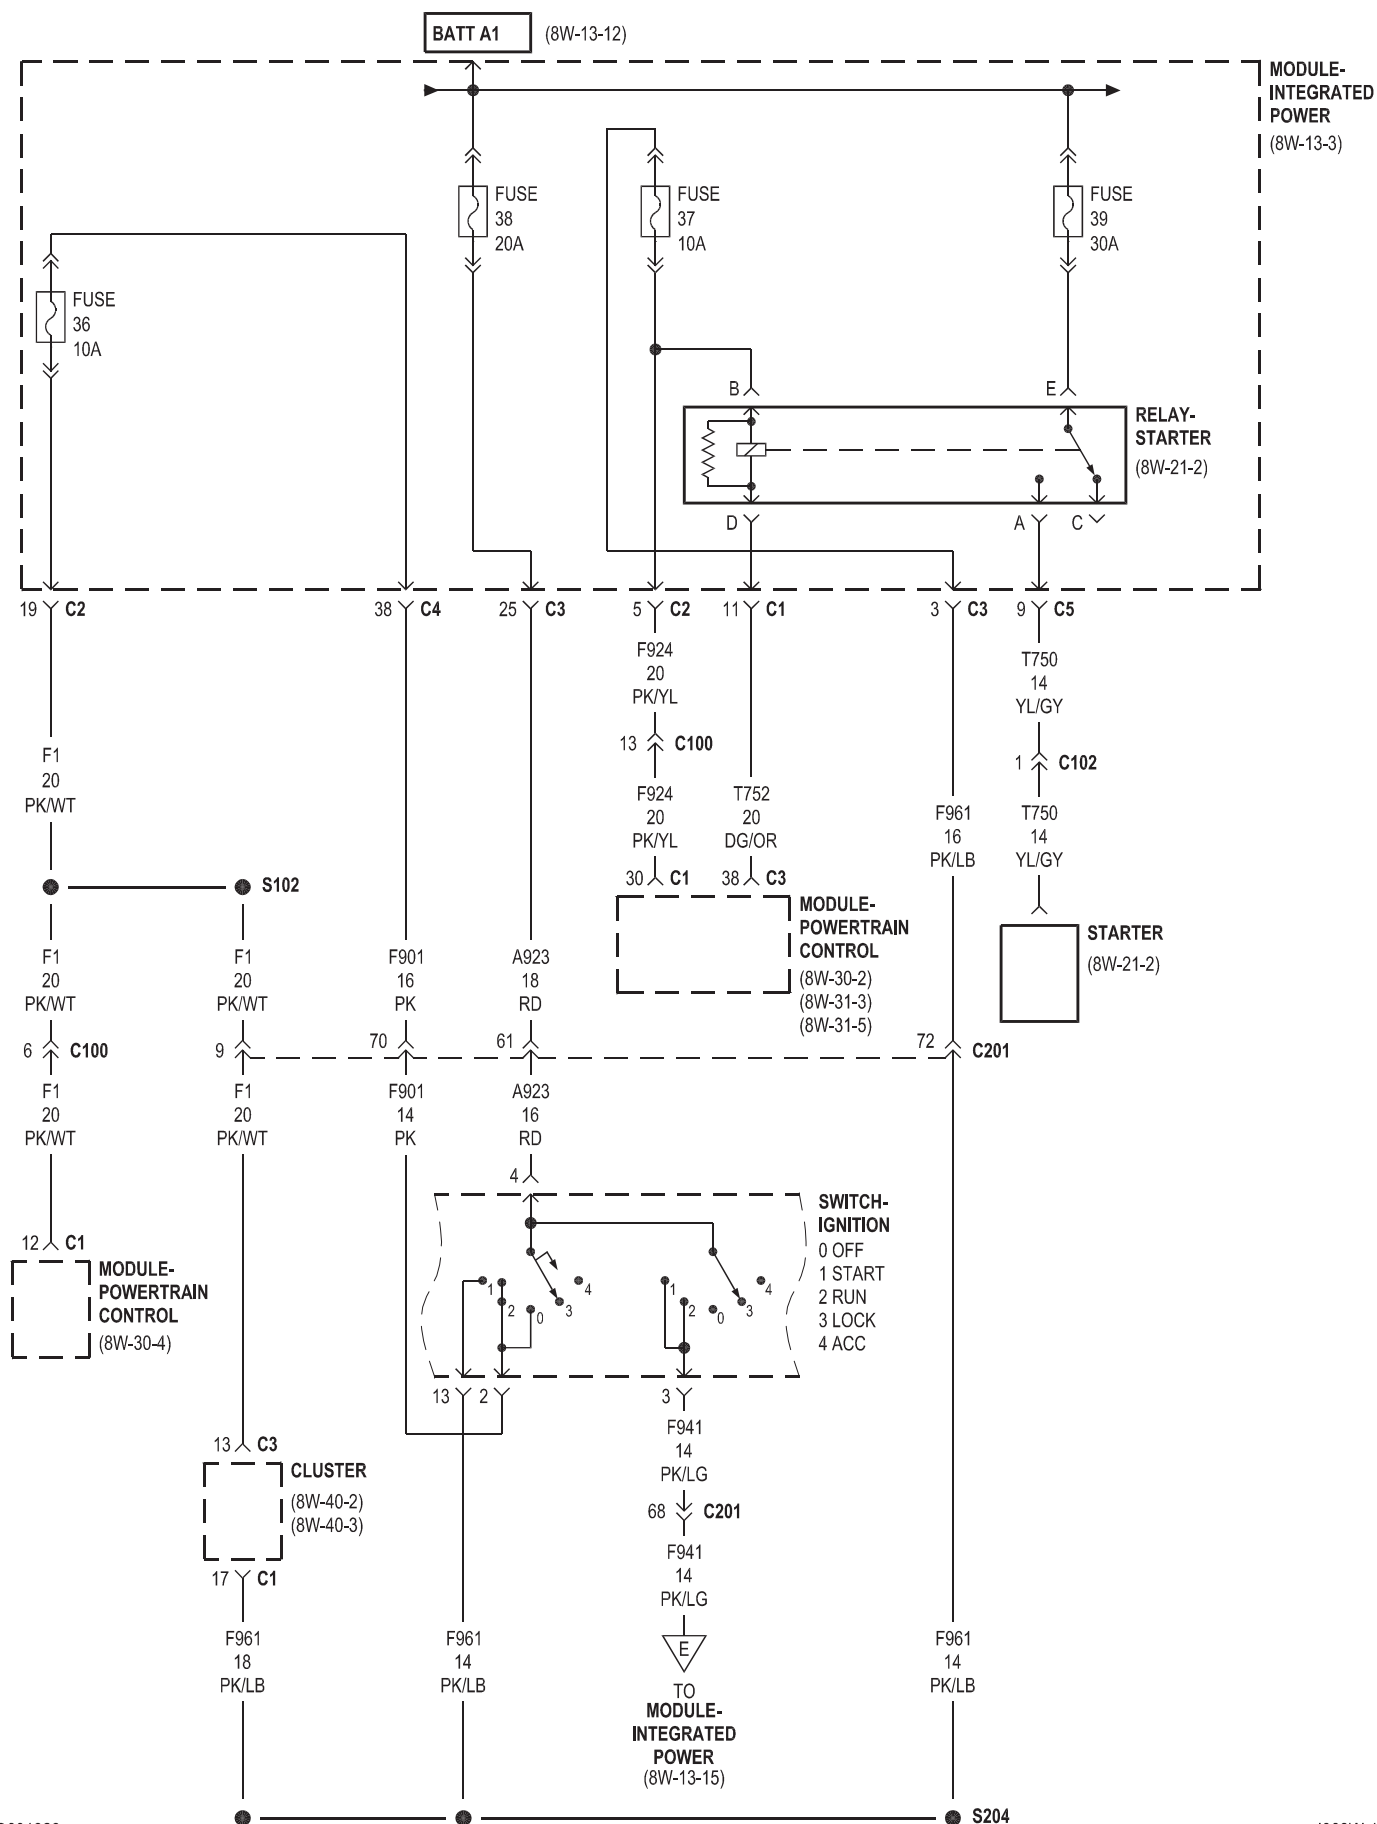 BATT A1 (8W-13-12)
MODULE-
INTEGRATED
POWER
(8W-13-3)
FUSE
38
20A
FUSE
37
10A
FUSE
39
30A
FUSE
36
10A
B
E
RELAY-
STARTER
(8W-21-2)
D
A
C
19 C2
38 C4
25 C3
5 C2
11 C1
3 C3
9 C5
F924
20
PK/YL
T750
14
YL/GY
13 C100
1 C102
F1
20
PK/WT
F924
20
PK/YL
T752
20
DG/OR
F961
16
PK/LB
T750
14
YL/GY
30 C1
38 C3
S102
MODULE-
POWERTRAIN
CONTROL
(8W-30-2)
(8W-31-3)
(8W-31-5)
STARTER
(8W-21-2)
F1
20
PK/WT
F1
20
PK/WT
F901
16
PK
A923
18
RD
6 C100
9
70
61
72 C201
F1
20
PK/WT
F1
20
PK/WT
F901
14
PK
A923
16
RD
4
SWITCH-
IGNITION
0 OFF
1 START
2 RUN
3 LOCK
4 ACC
1
2
0
3
4
1
2
0
3
4
12 C1
MODULE-
POWERTRAIN
CONTROL
(8W-30-4)
13
2
3
F941
14
PK/LG
13 C3
CLUSTER
(8W-40-2)
(8W-40-3)
68 C201
F941
14
PK/LG
17 C1
F961
18
PK/LB
F961
14
PK/LB
E
TO
MODULE-
INTEGRATED
POWER
(8W-13-15)
F961
14
PK/LB
S204